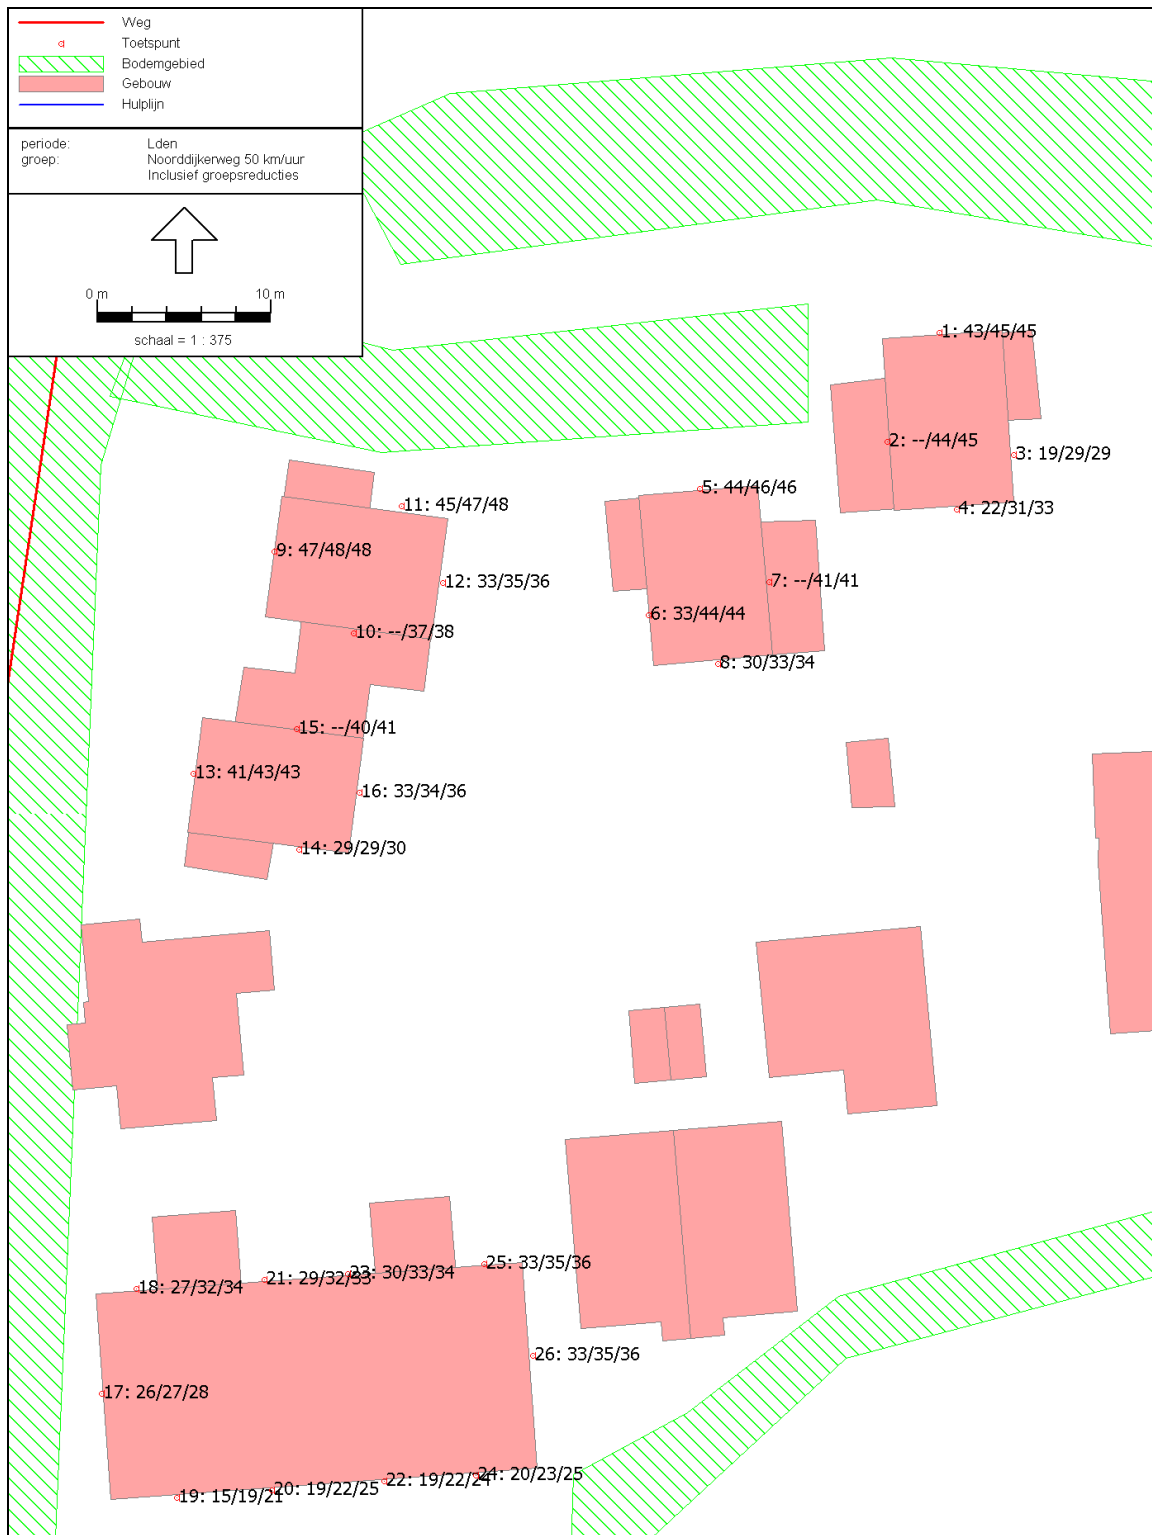 Weg
Toetspunt
Bodemgebied
Gebouw
Hulplijn
periode: Lden
groep: Noorddijkerweg 50 km/uur
Inclusief groepsreducties
0 m 10 m
schaal = 1 : 375
1: 43/45/45
2: --/44/45
3: 19/29/29
4: 22/31/33
5: 44/46/46
11: 45/47/48
9: 47/48/48
12: 33/35/36
7: --/41/41
6: 33/44/44
10: --/37/38
8: 30/33/34
15: --/40/41
13: 41/43/43
16: 33/34/36
14: 29/29/30
25: 33/35/36
23: 30/33/34
21: 29/32/33
18: 27/32/34
26: 33/35/36
17: 26/27/28
24: 20/23/25
22: 19/22/24
20: 19/22/25
19: 15/19/21